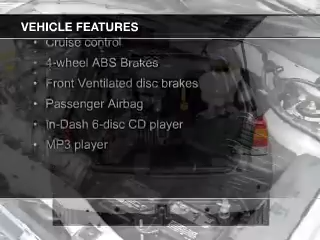 VEHICLE FEATURES
• Cruise control
• 4-wheel ABS Brakes
• Front Ventilated disc brakes
• Passenger Airbag
• In-Dash 6-disc CD player
• MP3 player